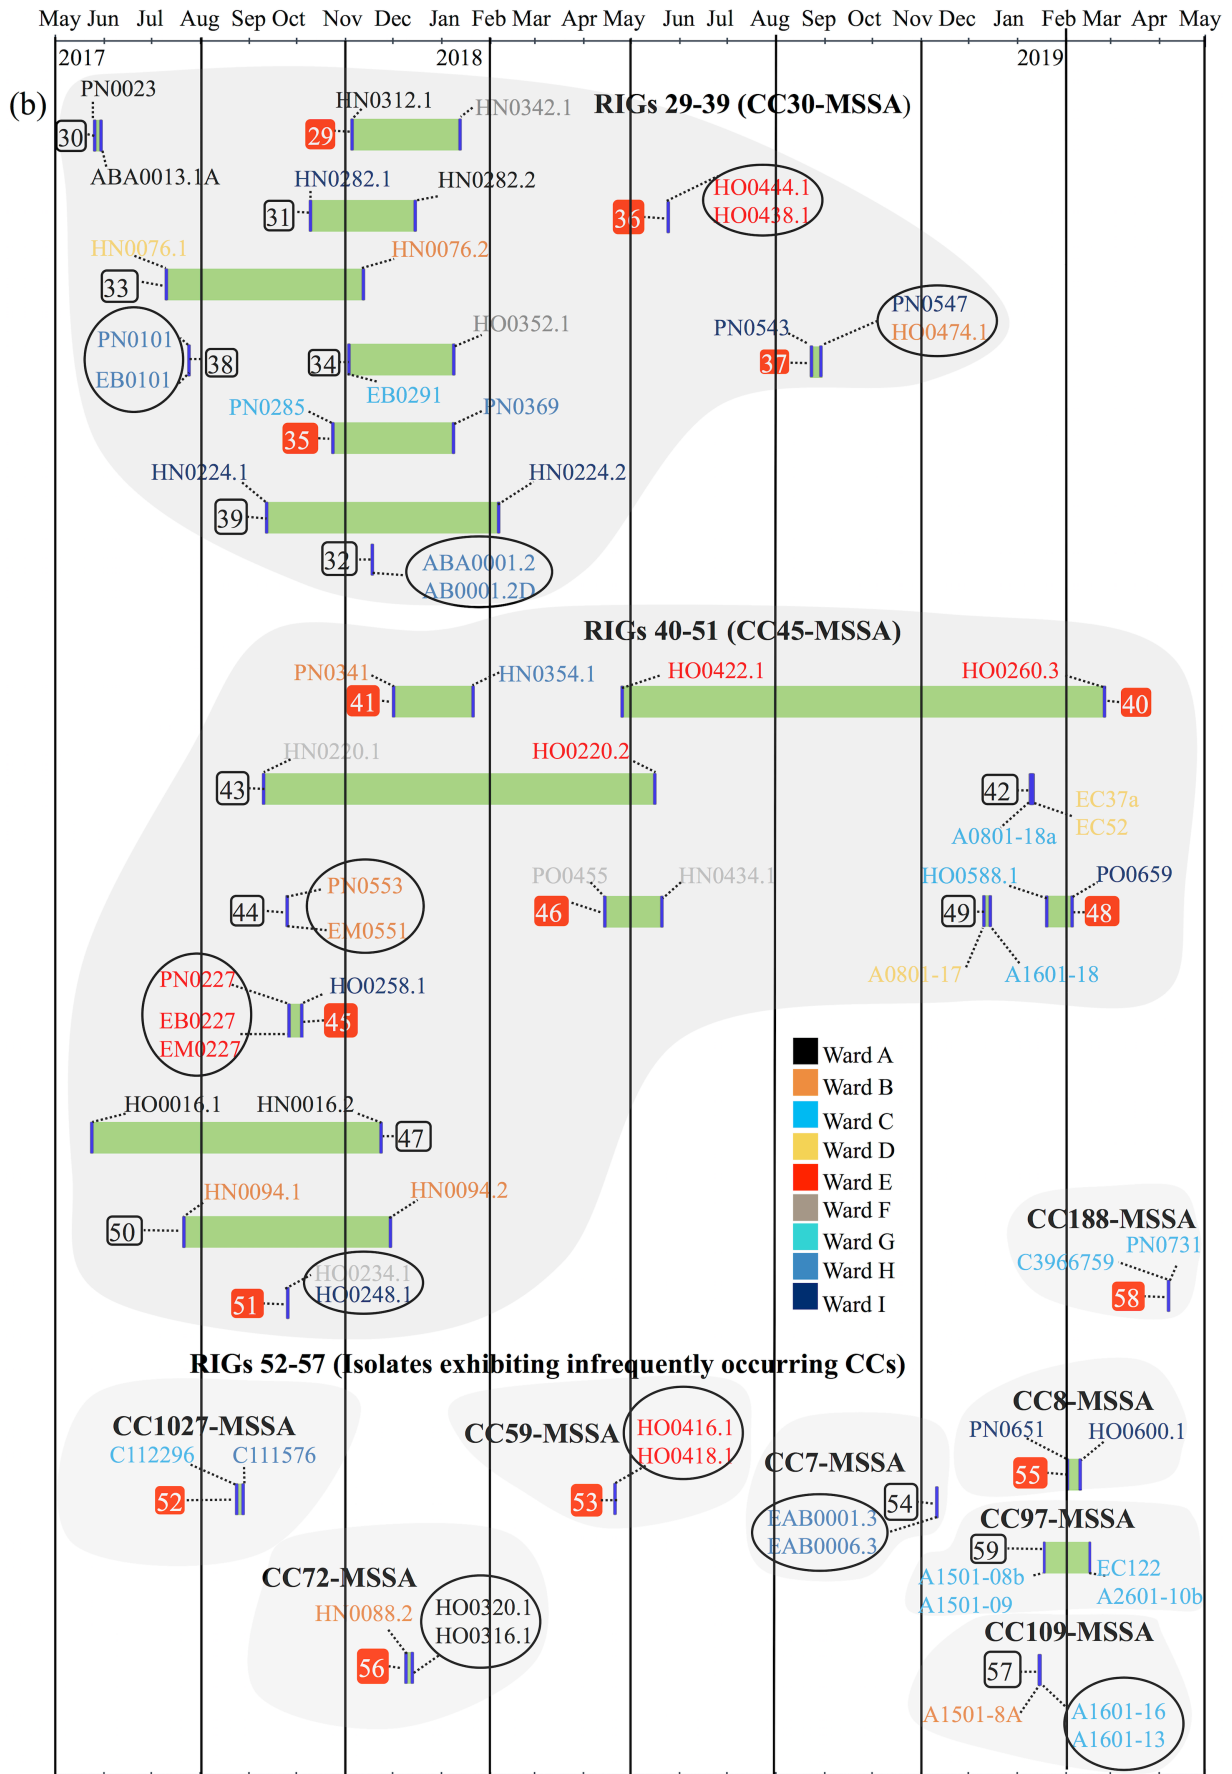 May Jun Jul Aug Sep Oct Nov Dec Jan Feb Mar Apr May Jun Jul Aug Sep Oct Nov Dec Jan Feb Mar Apr May
2017 2018 2019
(b)
PN0023
HN0312.1
HN0342.1
RIGs 29-39 (CC30-MSSA)
30
29
ABA0013.1A
HN0282.1
HN0282.2
31
HO0444.1
HO0438.1
36
HN0076.1
HN0076.2
33
PN0101
EB0101
38
34
HO0352.1
EB0291
PN0543
PN0547
HO0474.1
37
PN0285
PN0369
35
HN0224.1
HN0224.2
39
32
ABA0001.2
AB0001.2D
RIGs 40-51 (CC45-MSSA)
PN0341
HN0354.1
41
HO0422.1
HO0260.3
40
HN0220.1
HO0220.2
43
42
EC37a
EC52
A0801-18a
PN0553
EM0551
44
PO0455
HN0434.1
46
HO0588.1
PO0659
49
48
A0801-17
A1601-18
PN0227
EB0227
EM0227
HO0258.1
45
Ward A
Ward B
Ward C
Ward D
Ward E
Ward F
Ward G
Ward H
Ward I
HO0016.1
HN0016.2
47
HN0094.1
HN0094.2
50
HO0234.1
HO0248.1
51
CC188-MSSA
PN0731
C3966759
58
RIGs 52-57 (Isolates exhibiting infrequently occurring CCs)
CC1027-MSSA
C112296
C111576
52
CC59-MSSA
HO0416.1
HO0418.1
53
CC7-MSSA
54
EAB0001.3
EAB0006.3
CC8-MSSA
PN0651
HO0600.1
55
CC97-MSSA
59
A1501-08b
A1501-09
EC122
A2601-10b
CC72-MSSA
HN0088.2
HO0320.1
HO0316.1
56
CC109-MSSA
57
A1501-8A
A1601-16
A1601-13